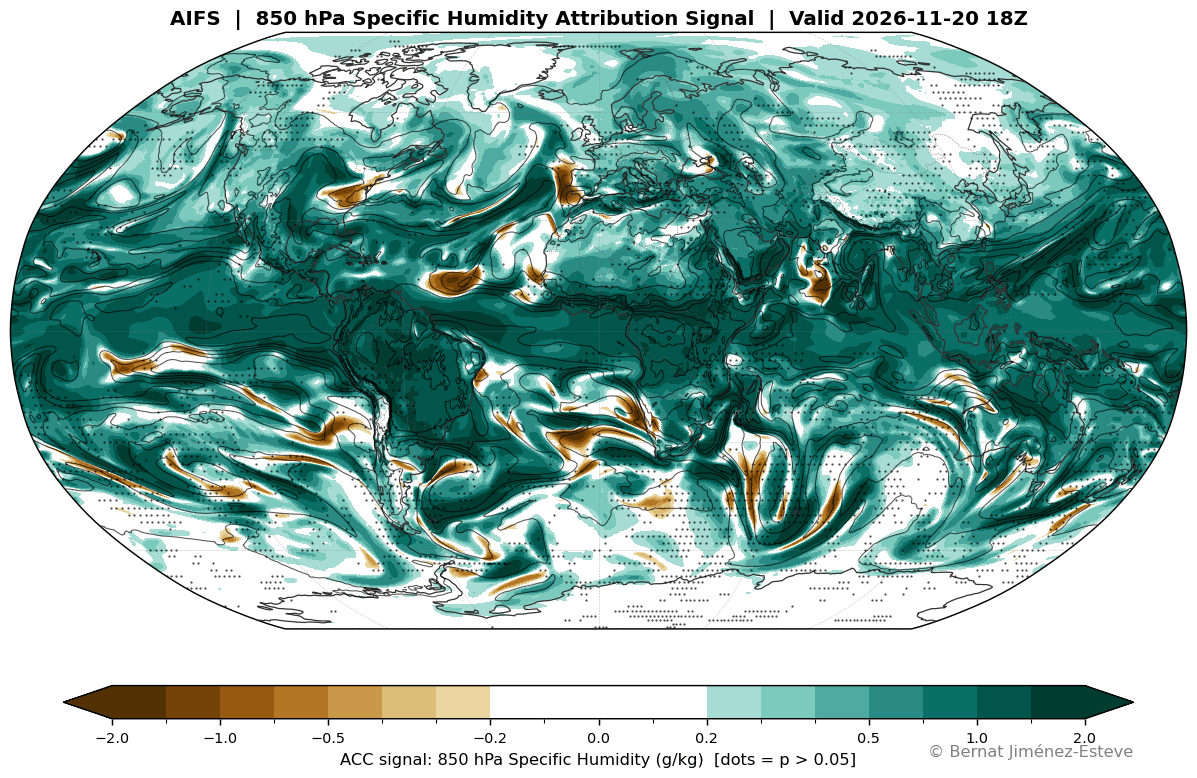 AIFS | 850 hPa Specific Humidity Attribution Signal | Valid 2026-11-20 18Z
−2.0 −1.0 −0.5 −0.2 0.0 0.2 0.5 1.0 2.0
ACC signal: 850 hPa Specific Humidity (g/kg) [dots = p > 0.05]
© Bernat Jiménez-Esteve